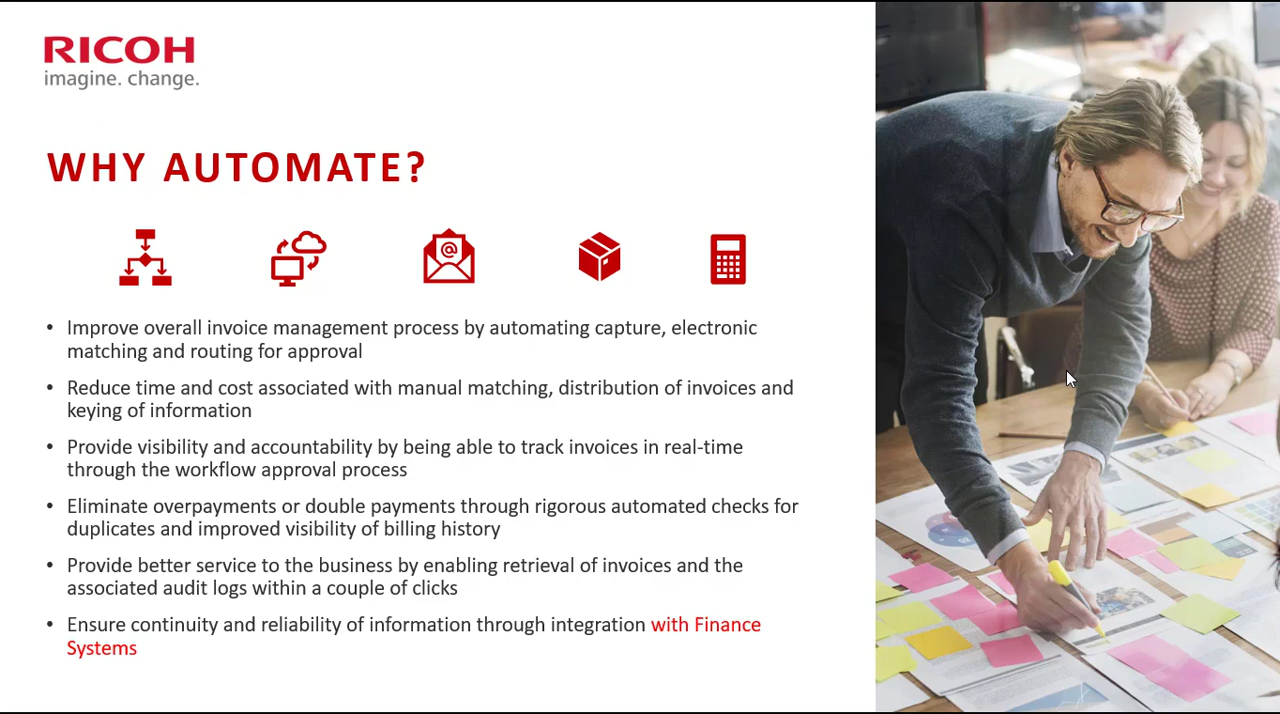 RICOH
imagine. change.
WHY AUTOMATE?
@
• Improve overall invoice management process by automating capture, electronic
matching and routing for approval
• Reduce time and cost associated with manual matching, distribution of invoices and
keying of information
• Provide visibility and accountability by being able to track invoices in real-time
through the workflow approval process
• Eliminate overpayments or double payments through rigorous automated checks for
duplicates and improved visibility of billing history
• Provide better service to the business by enabling retrieval of invoices and the
associated audit logs within a couple of clicks
• Ensure continuity and reliability of information through integration with Finance
Systems